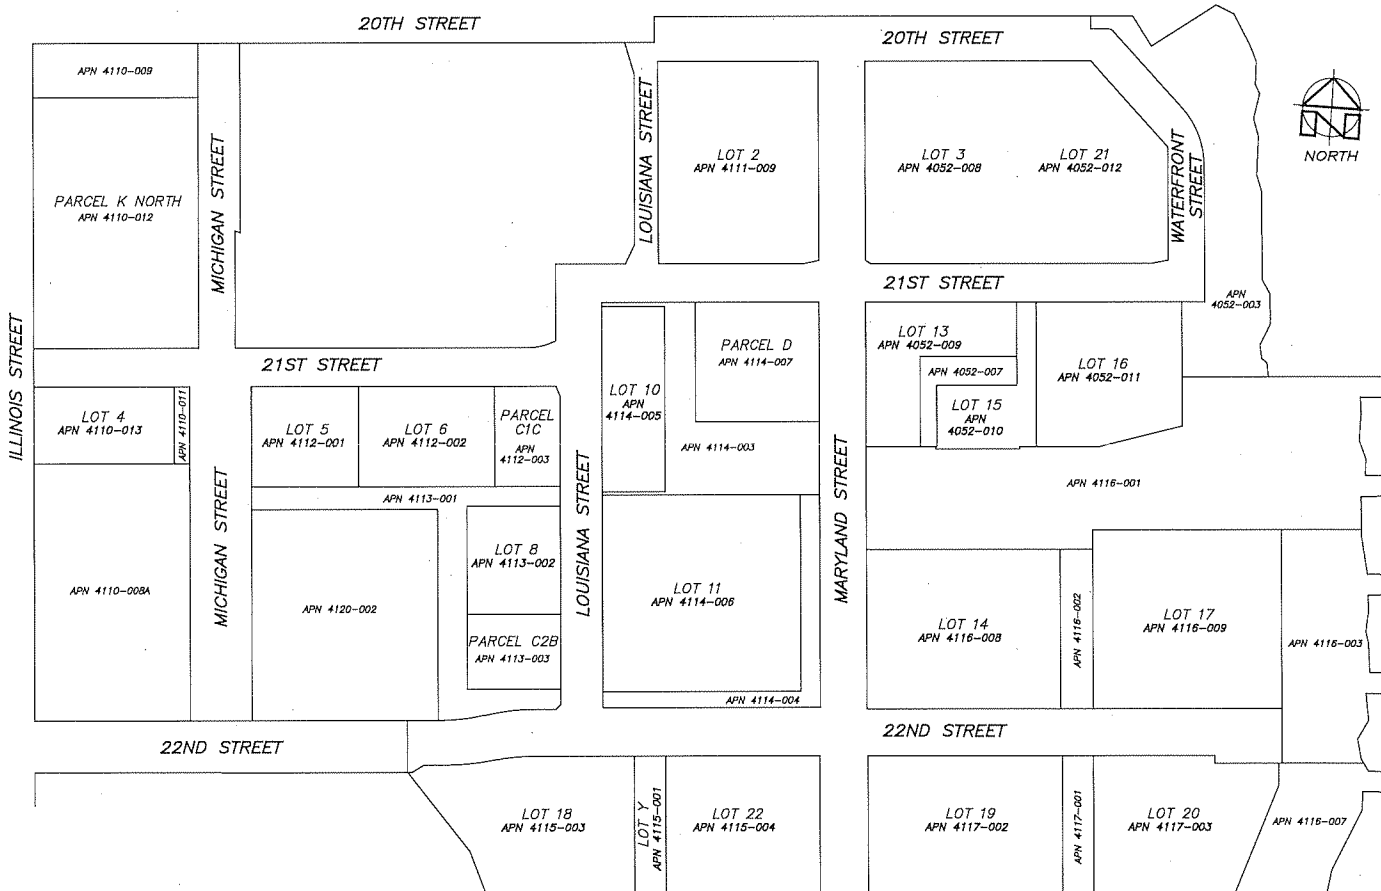 20TH STREET
20TH STREET
APN 4110-009
PARCEL K NORTH
APN 4110-012
MICHIGAN STREET
LOUISIANA STREET
LOT 2
APN 4111-009
LOT 3
APN 4052-008
LOT 21
APN 4052-012
WATERFRONT
STREET
NORTH
21ST STREET
APN
4052-003
ILLINOIS STREET
21ST STREET
LOT 4
APN 4110-013
APN 4110-011
LOT 5
APN 4112-001
LOT 6
APN 4112-002
PARCEL
C1C
APN
4112-003
LOT 10
APN
4114-005
PARCEL D
APN 4114-007
APN 4114-003
LOT 13
APN 4052-009
APN 4052-007
LOT 15
APN
4052-010
LOT 16
APN 4052-011
APN 4116-001
MARYLAND STREET
APN 4113-001
MICHIGAN STREET
LOUISIANA STREET
APN 4110-008A
APN 4120-002
LOT 8
APN 4113-002
PARCEL C2B
APN 4113-003
LOT 11
APN 4114-006
APN 4114-004
LOT 14
APN 4116-008
APN 4116-002
LOT 17
APN 4116-009
APN 4116-003
22ND STREET
22ND STREET
LOT 18
APN 4115-003
LOT Y
APN 4115-001
LOT 22
APN 4115-004
LOT 19
APN 4117-002
APN 4117-001
LOT 20
APN 4117-003
APN 4116-007